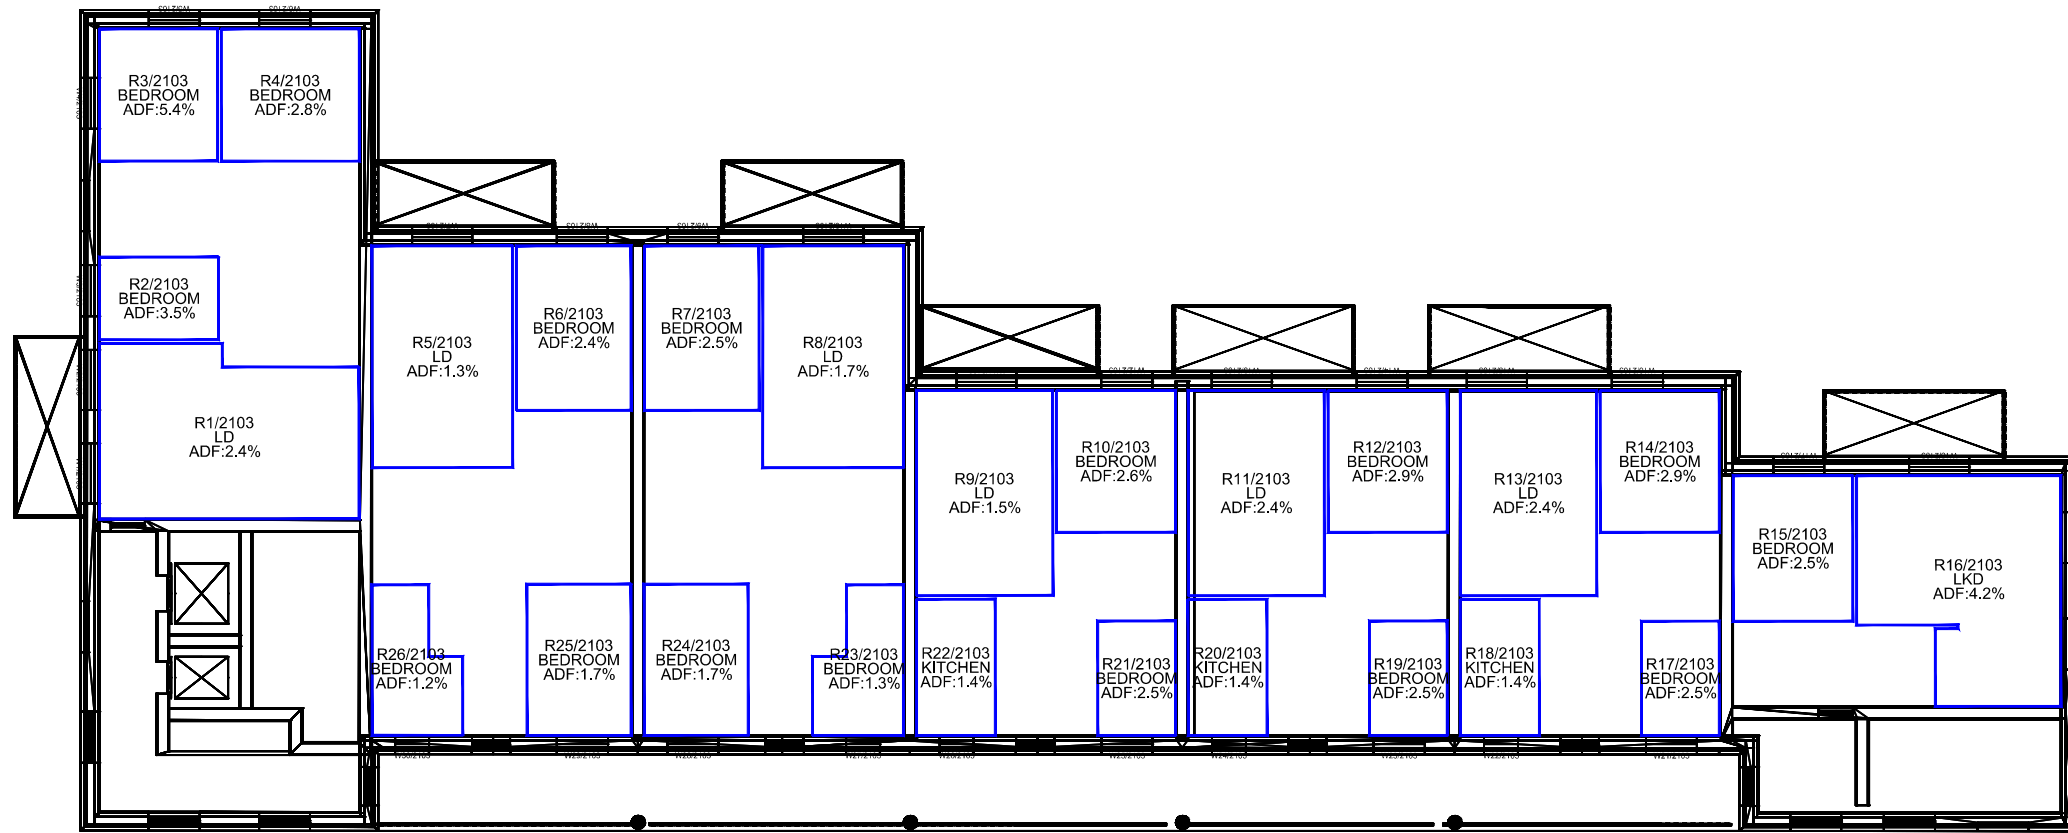 R3/2103
BEDROOM
ADF:5.4%
R4/2103
BEDROOM
ADF:2.8%
R2/2103
BEDROOM
ADF:3.5%
R1/2103
LD
ADF:2.4%
R5/2103
LD
ADF:1.3%
R6/2103
BEDROOM
ADF:2.4%
R7/2103
BEDROOM
ADF:2.5%
R8/2103
LD
ADF:1.7%
R9/2103
LD
ADF:1.5%
R10/2103
BEDROOM
ADF:2.6%
R11/2103
LD
ADF:2.4%
R12/2103
BEDROOM
ADF:2.9%
R13/2103
LD
ADF:2.4%
R14/2103
BEDROOM
ADF:2.9%
R15/2103
BEDROOM
ADF:2.5%
R16/2103
LKD
ADF:4.2%
R26/2103
BEDROOM
ADF:1.2%
R25/2103
BEDROOM
ADF:1.7%
R24/2103
BEDROOM
ADF:1.7%
R23/2103
BEDROOM
ADF:1.3%
R22/2103
KITCHEN
ADF:1.4%
R21/2103
BEDROOM
ADF:2.5%
R20/2103
KITCHEN
ADF:1.4%
R19/2103
BEDROOM
ADF:2.5%
R18/2103
KITCHEN
ADF:1.4%
R17/2103
BEDROOM
ADF:2.5%